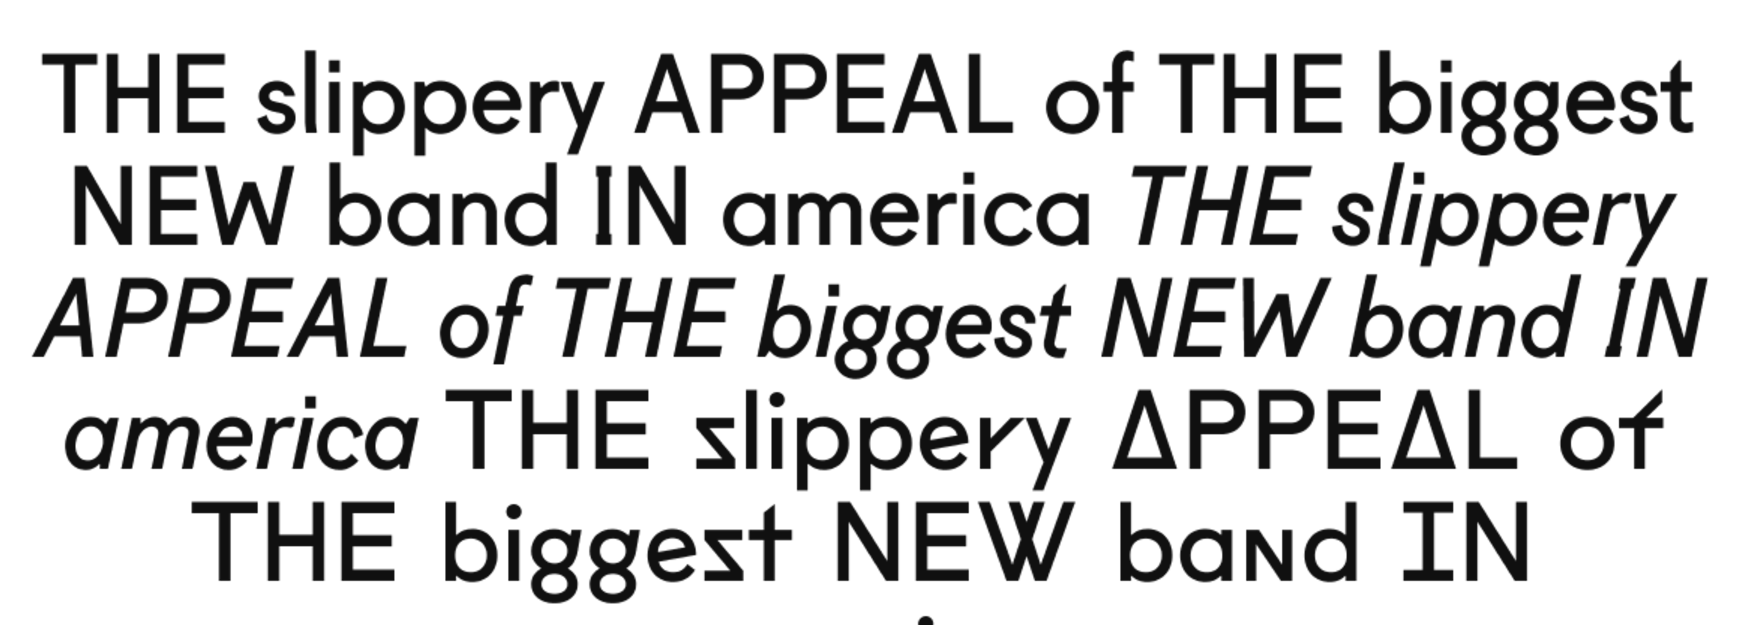 THE slippery APPEAL of THE biggest
NEW band IN america THE slippery
APPEAL of THE biggest NEW band IN
america THE slippery APPEAL of
THE biggest NEW band IN